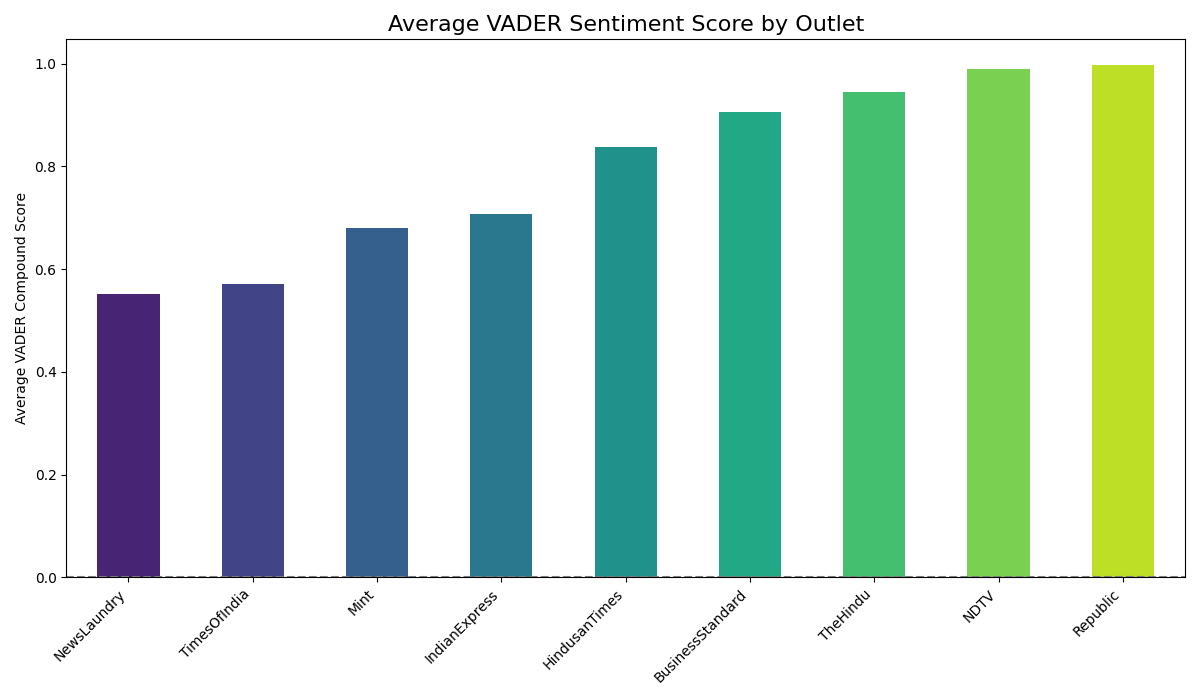 Average VADER Sentiment Score by Outlet
Average VADER Compound Score
1.0
0.8
0.6
0.4
0.2
0.0
NewsLaundry
TimesOfIndia
Mint
IndianExpress
HindusanTimes
BusinessStandard
TheHindu
NDTV
Republic